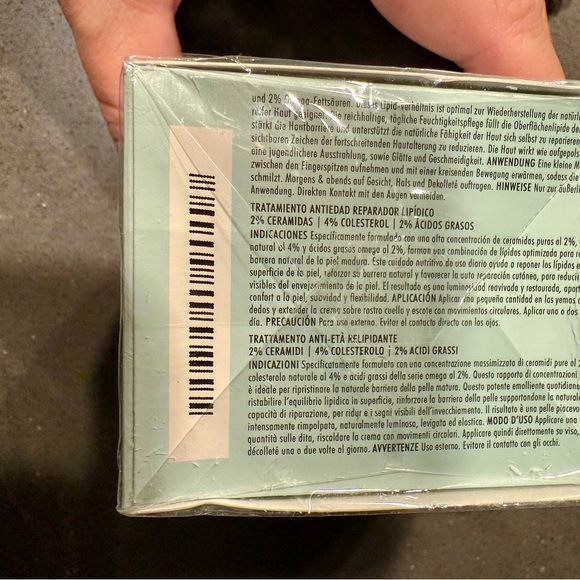 und 2% Omega-Fettsäuren. Dieses Lipid-Verhältnis ist optimal zur Wiederherstellung der natürl
reifer Haut geeignet. Die reichhaltige, tägliche Feuchtigkeitspflege füllt die Oberflächenlipide de
stärkt die Hautbarriere und unterstützt die natürliche Fähigkeit der Haut sich selbst zu reparieren
sichtbaren Zeichen der fortschreitenden Hautalterung zu reduzieren. Die Haut wirkt wie aufgepols
eine jugendlichere Ausstrahlung, sowie Glätte und Geschmeidigkeit. ANWENDUNG Eine kleine M
zwischen den Fingerspitzen aufnehmen und mit einer kreisenden Bewegung erwärmen, sodass die
schmilzt. Morgens & abends auf Gesicht, Hals und Dekolleté auftragen. HINWEISE Nur zur äußerl
Anwendung. Direkten Kontakt mit den Augen vermeiden.
TRATAMIENTO ANTIEDAD REPARADOR LIPÍDICO
2% CERAMIDAS | 4% COLESTEROL | 2% ÁCIDOS GRASOS
INDICACIONES Específicamente formulado con una alta concentración de ceramidas puras al 2%,
natural al 4% y ácidos grasos omega al 2%, forman una combinación de lípidos optimizada para re
barrera natural de la piel madura. Este cuidado nutritivo de uso diario ayuda a reponer los lípidos e
superficie de la piel, reforzar su barrera natural y favorecer la auto reparación cutánea, para reducir
visibles del envejecimiento de la piel. El resultado es una luminosidad reavivada y restaurada, aport
confort a la piel, suavidad y flexibilidad. APLICACIÓN Aplicar una pequeña cantidad en las yemas d
dedos y extender la crema sobre rostro cuello y escote con movimientos circulares. Aplicar una o dos
día. PRECAUCIÓN Para uso externo. Evitar el contacto directo con los ojos.
TRATTAMENTO ANTI-ETÀ RELIPIDANTE
2% CERAMIDI | 4% COLESTEROLO | 2% ACIDI GRASSI
INDICAZIONI Specificatamente formulato con una concentrazione massimizzata di ceramidi pure al 2
colesterolo naturale al 4% e acidi grassi della serie omega al 2%. Questo rapporto di concentrazi
è ideale per ripristinare la naturale barriera della pelle matura. Questo potente emolliente quotidian
ristabilire l'equilibrio lipidico in superficie, rinforzare la barriera della pelle supportandone la natural
capacità di riparazione, per ridurre i segni visibili dell'invecchiamento. Il risultato è una pelle piacevo
intensamente rimpolpata, naturalmente luminosa, levigata ed elastica. MODO D'USO Applicare una
quantità sulle dita, riscaldare la crema con movimenti circolari. Applicare quindi direttamente su viso,
décolleté una o due volte al giorno. AVVERTENZE Uso esterno. Evitare il contatto con gli occhi.